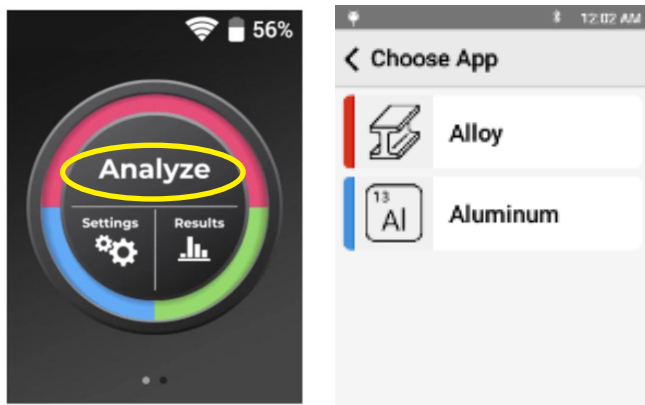 56%
Analyze
Settings Results
12:02 AM
Choose App
Alloy
13
Al
Aluminum